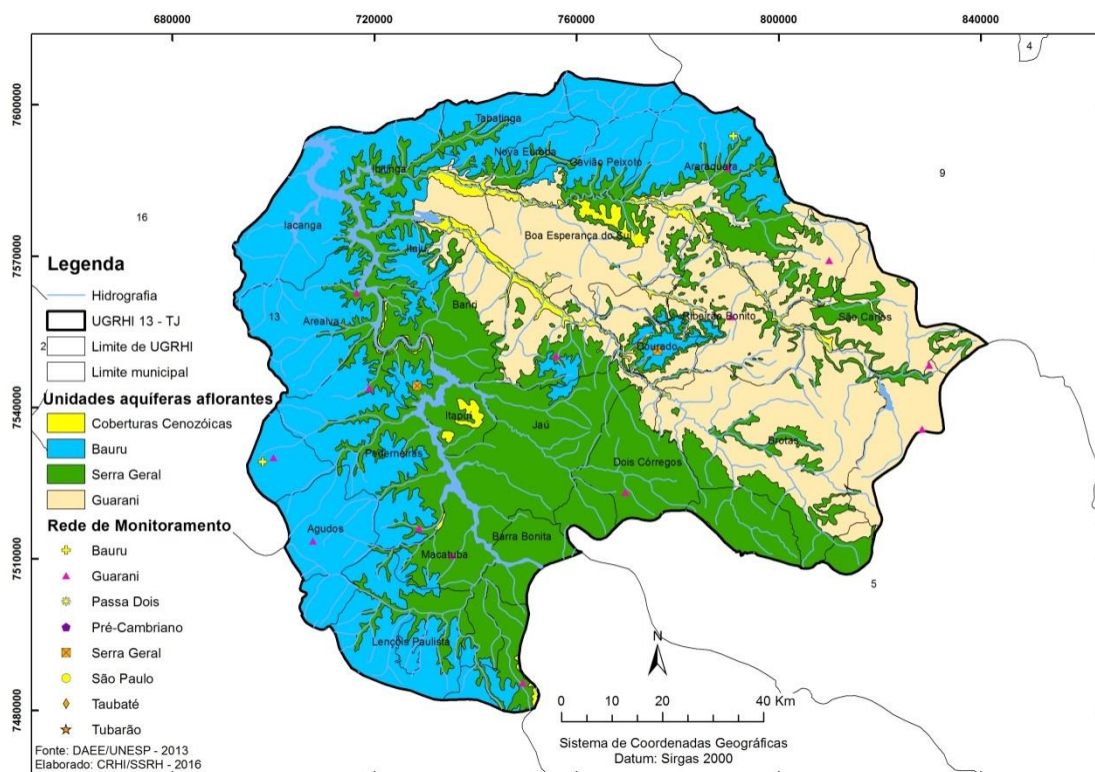 680000
720000
760000
800000
840000
7600000
7570000
7540000
7510000
7480000
4
9
16
13
2
5
Tabatinga
Nova Europa
Gavião Peixoto
Araraquara
Ibitinga
Iacanga
Itaju
Boa Esperança do Sul
Bariri
Arealva
Ribeirão Bonito
São Carlos
Dourado
Itapuí
Jaú
Brotas
Pederneiras
Dois Córregos
Agudos
Macatuba
Barra Bonita
Lençóis Paulista
Legenda
Hidrografia
UGRHI 13 - TJ
Limite de UGRHI
Limite municipal
Unidades aquíferas aflorantes
Coberturas Cenozóicas
Bauru
Serra Geral
Guarani
Rede de Monitoramento
Bauru
Guarani
Passa Dois
Pré-Cambriano
Serra Geral
São Paulo
Taubaté
Tubarão
Fonte: DAEE/UNESP - 2013
Elaborado: CRHI/SSRH - 2016
N
0 10 20 40 Km
Sistema de Coordenadas Geográficas
Datum: Sirgas 2000